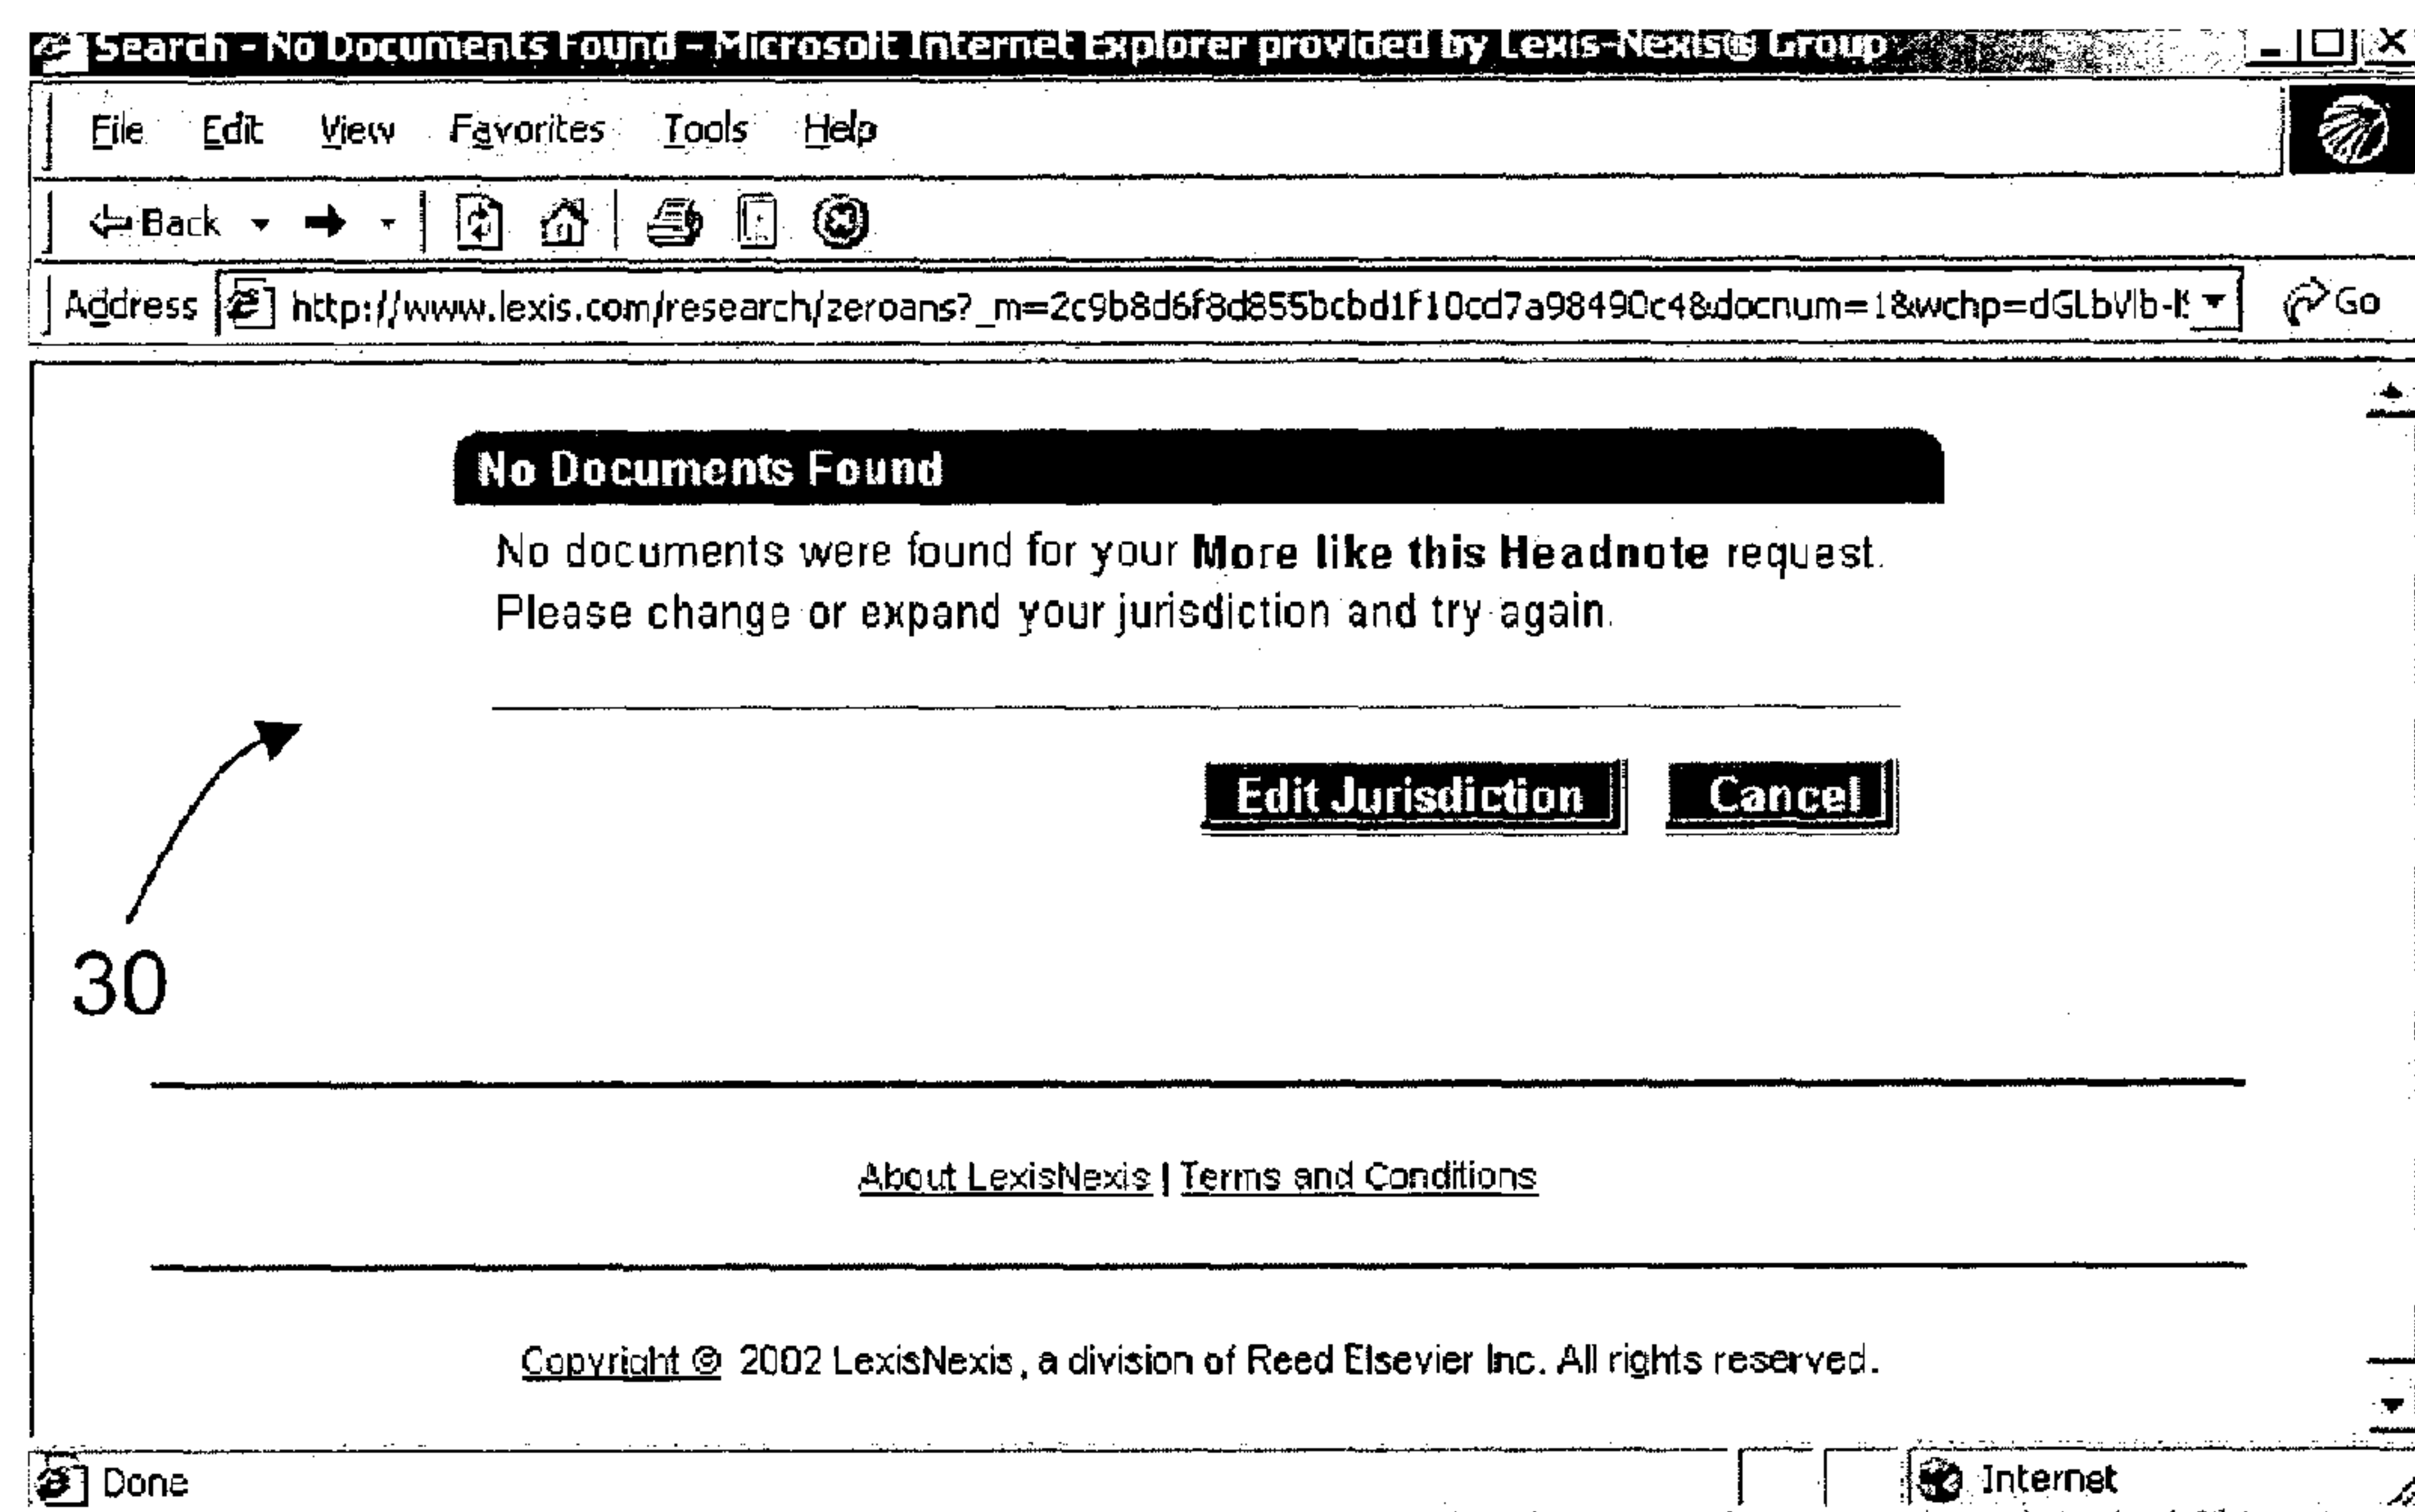 Search - No Documents Found - Microsoft Internet Explorer provided by Lexis-Nexis® Group
File Edit View Favorites Tools Help
Back
Address http://www.lexis.com/research/zeroans?_m=2c9b8d6f8d855bcbd1f10cd7a98490c4&docnum=1&wchp=dGLbVlb- Go
No Documents Found
No documents were found for your More like this Headnote request.
Please change or expand your jurisdiction and try again.
Edit Jurisdiction Cancel
30
About LexisNexis | Terms and Conditions
Copyright © 2002 LexisNexis, a division of Reed Elsevier Inc. All rights reserved.
Done Internet